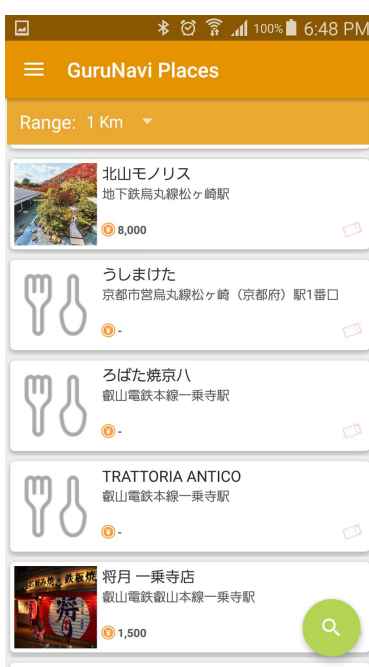 100% 6:48 PM
GuruNavi Places
Range: 1 Km
北山モノリス
地下鉄烏丸線松ヶ崎駅
¥ 8,000
うしまけた
京都市営烏丸線松ヶ崎（京都府）駅1番口
¥ -
ろばた焼京八
叡山電鉄本線一乗寺駅
¥ -
TRATTORIA ANTICO
叡山電鉄本線一乗寺駅
¥ -
将月 一乗寺店
叡山電鉄叡山本線一乗寺駅
鉄板焼
将月
¥ 1,500